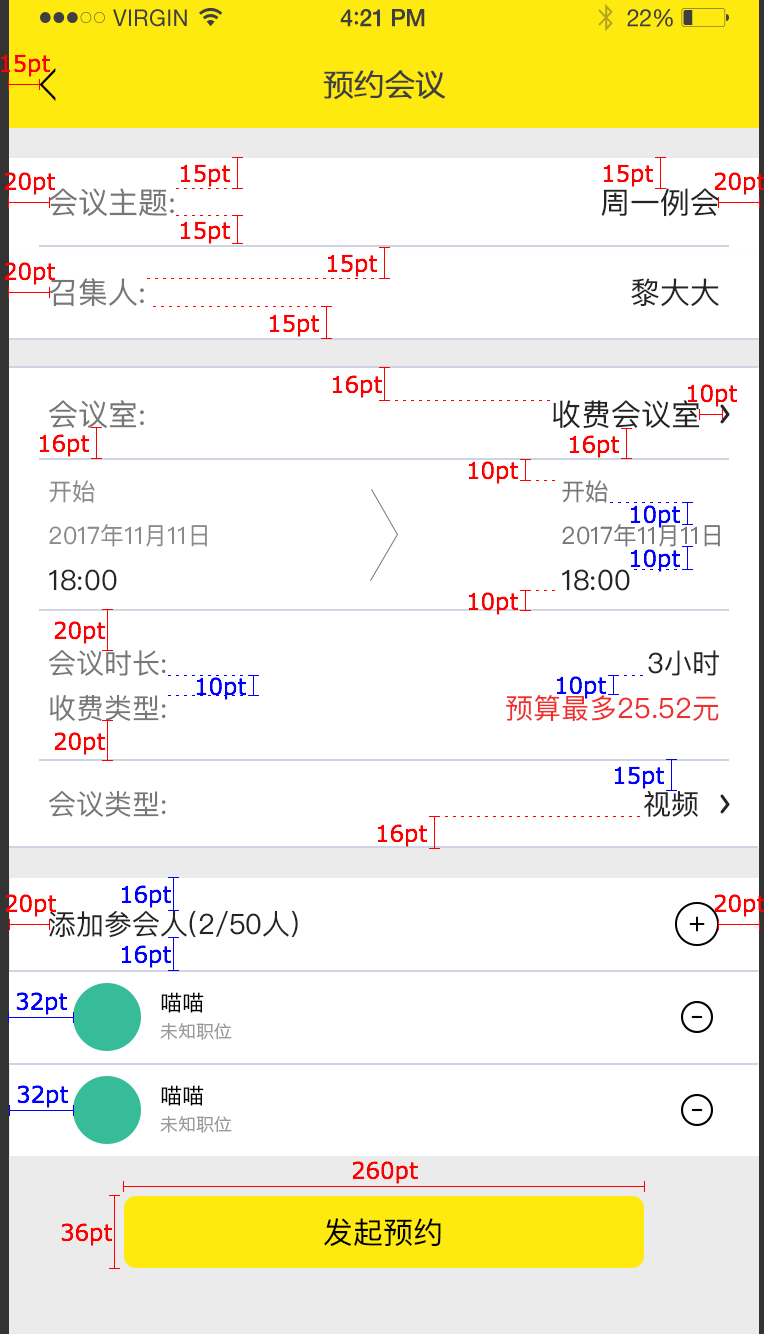 VIRGIN 4:21 PM 22%
15pt
预约会议
15pt 15pt
20pt 会议主题: 周一例会 20pt
15pt
15pt
20pt 召集人: 黎大大
15pt
16pt 10pt
会议室: 收费会议室
16pt 16pt
10pt
开始 开始
10pt
2017年11月11日 2017年11月11日
10pt
18:00 18:00
10pt
20pt
会议时长: 3小时
10pt 10pt
收费类型: 预算最多25.52元
20pt
15pt
会议类型: 视频
16pt
16pt
20pt 添加参会人(2/50人) 20pt
16pt
32pt 喵喵
未知职位
32pt 喵喵
未知职位
260pt
36pt 发起预约